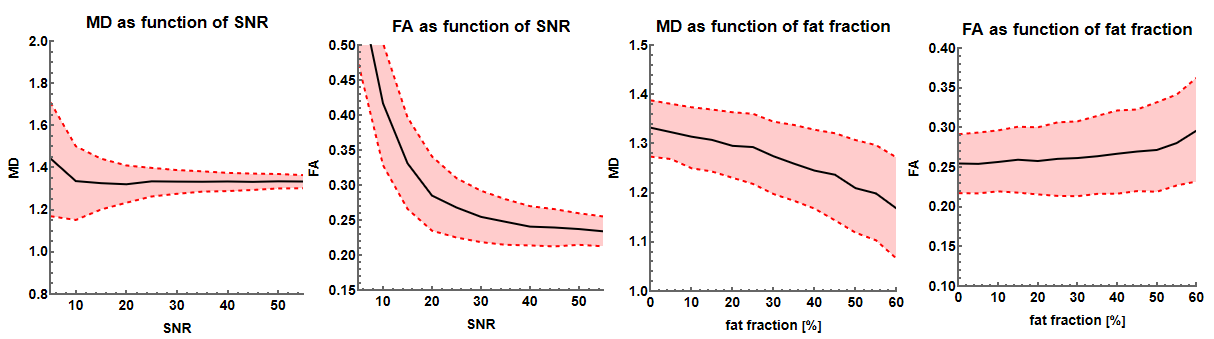 MD as function of SNR
2.0
1.8
1.6
1.4
1.2
1.0
0.8
MD
10 20 30 40 50
SNR
FA as function of SNR
0.50
0.45
0.40
0.35
0.30
0.25
0.20
0.15
FA
10 20 30 40 50
SNR
MD as function of fat fraction
1.5
1.4
1.3
1.2
1.1
1.0
MD
0 10 20 30 40 50 60
fat fraction [%]
FA as function of fat fraction
0.40
0.35
0.30
0.25
0.20
0.15
0.10
FA
0 10 20 30 40 50 60
fat fraction [%]